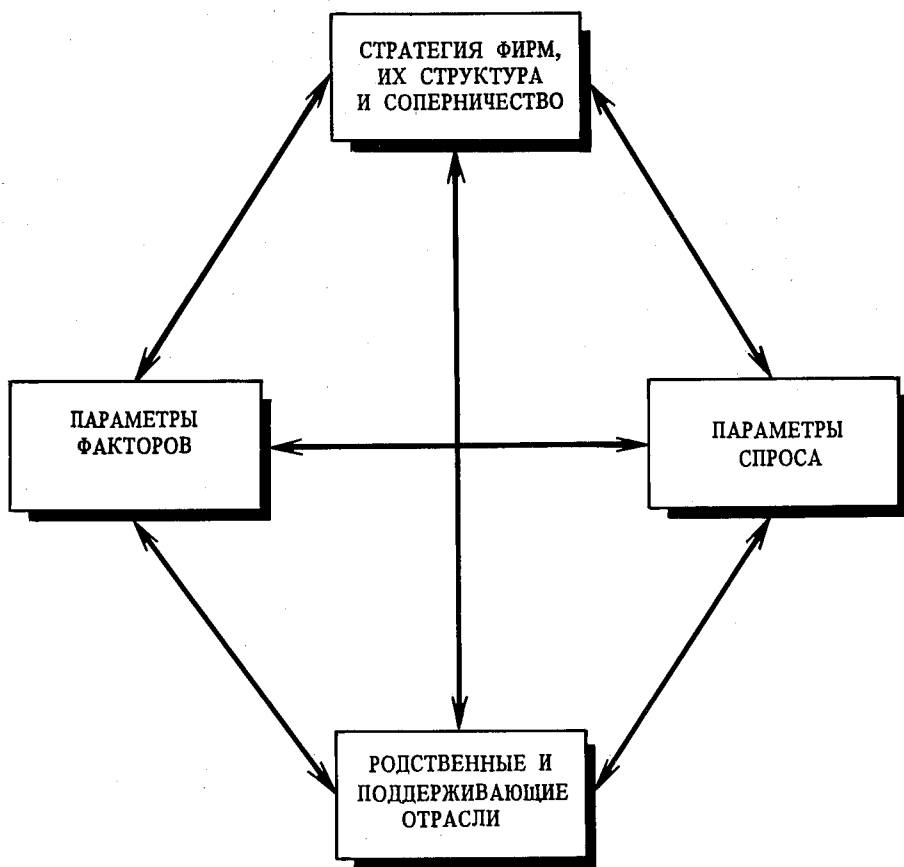 СТРАТЕГИЯ ФИРМ,
ИХ СТРУКТУРА
И СОПЕРНИЧЕСТВО
ПАРАМЕТРЫ
ФАКТОРОВ
ПАРАМЕТРЫ
СПРОСА
РОДСТВЕННЫЕ И
ПОДДЕРЖИВАЮЩИЕ
ОТРАСЛИ